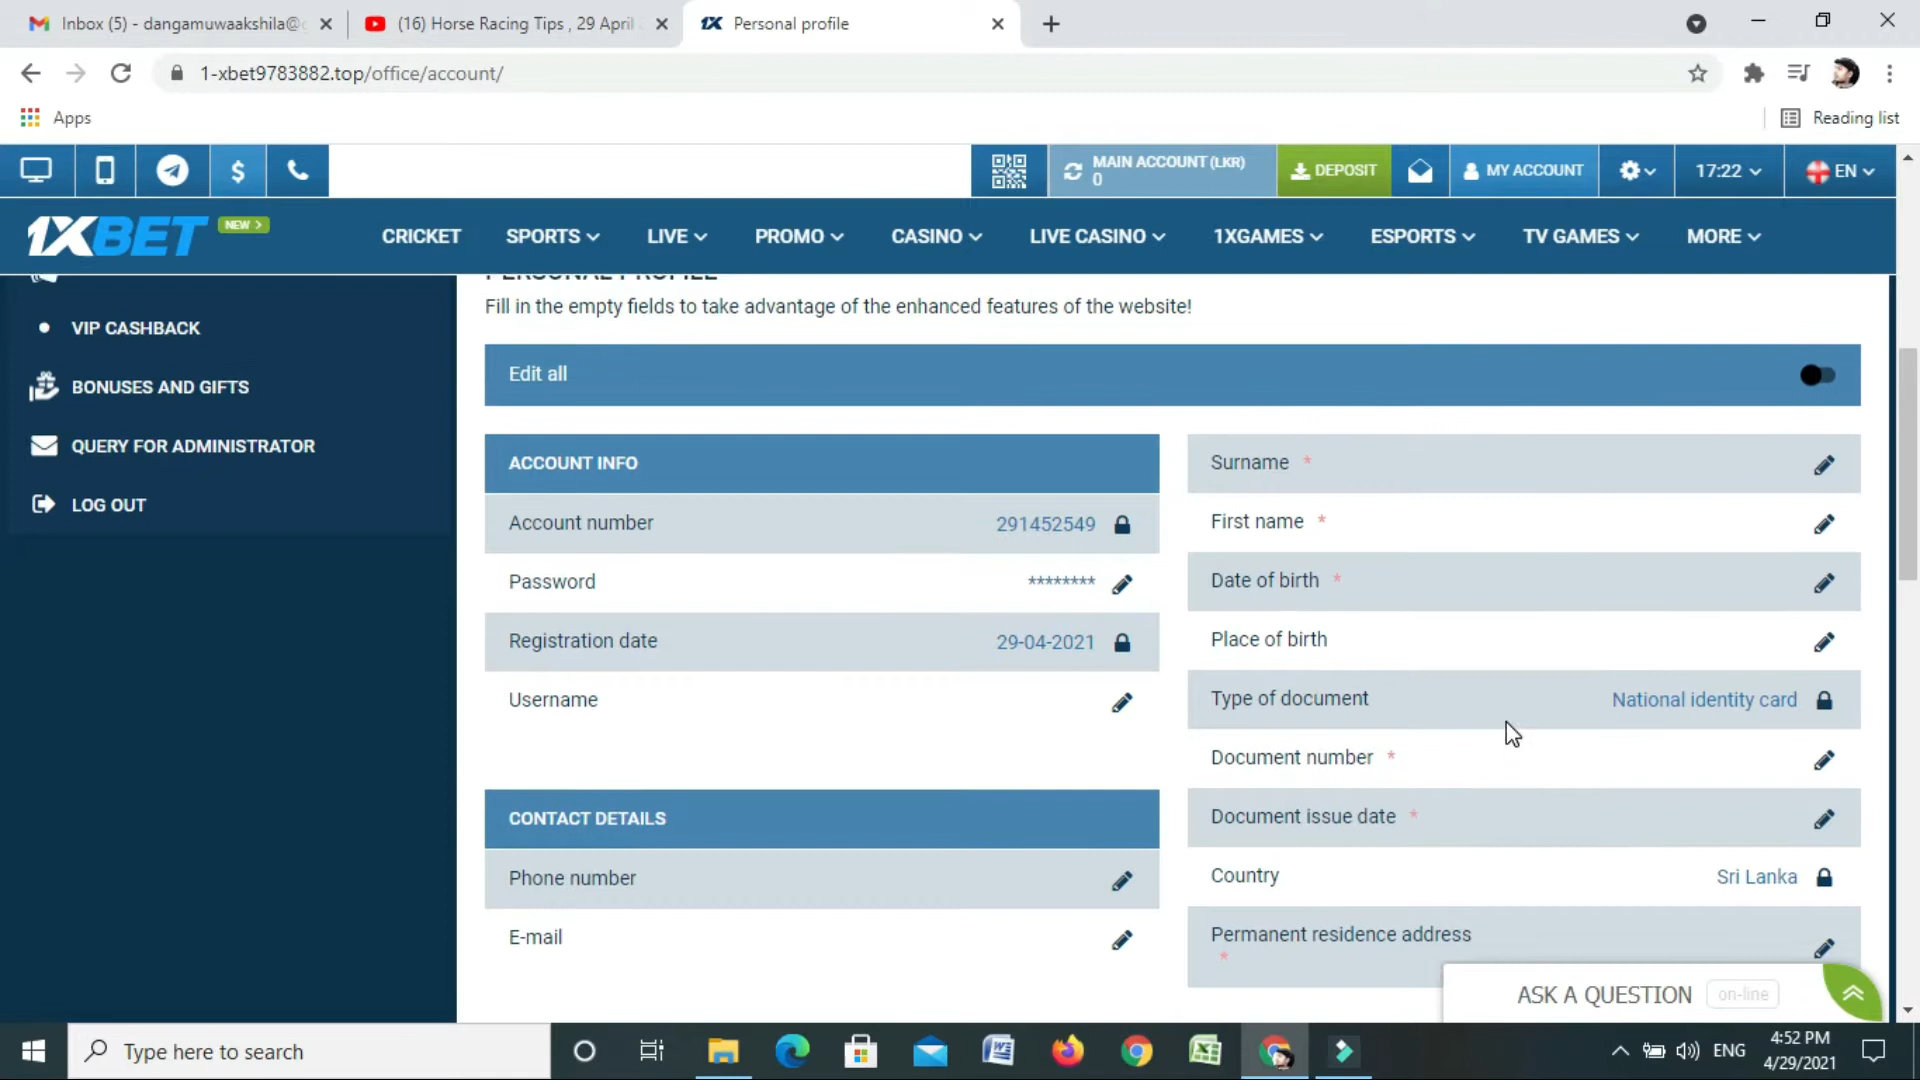 Inbox (5) - dangamuwaakshila@g
(16) Horse Racing Tips , 29 April
1X Personal profile
1-xbet9783882.top/office/account/
Apps
Reading list
$
MAIN ACCOUNT (LKR)
0
DEPOSIT
MY ACCOUNT
17:22
EN
1XBET
NEW >
CRICKET
SPORTS
LIVE
PROMO
CASINO
LIVE CASINO
1XGAMES
ESPORTS
TV GAMES
MORE
PERSONAL PROFILE
Fill in the empty fields to take advantage of the enhanced features of the website!
VIP CASHBACK
BONUSES AND GIFTS
QUERY FOR ADMINISTRATOR
LOG OUT
Edit all
ACCOUNT INFO
Account number 291452549
Password ********
Registration date 29-04-2021
Username
CONTACT DETAILS
Phone number
E-mail
Surname *
First name *
Date of birth *
Place of birth
Type of document National identity card
Document number *
Document issue date *
Country Sri Lanka
Permanent residence address
*
ASK A QUESTION on-line
Type here to search
ENG
4:52 PM
4/29/2021